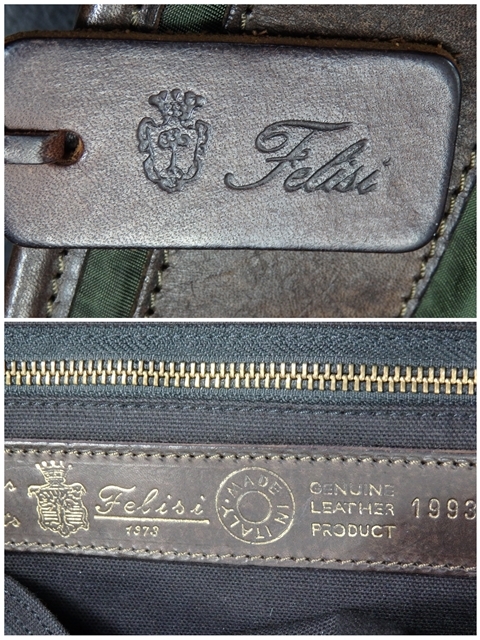 Felisi
Felisi
1973
MADE IN ITALY
GENUINE
LEATHER
PRODUCT
1993